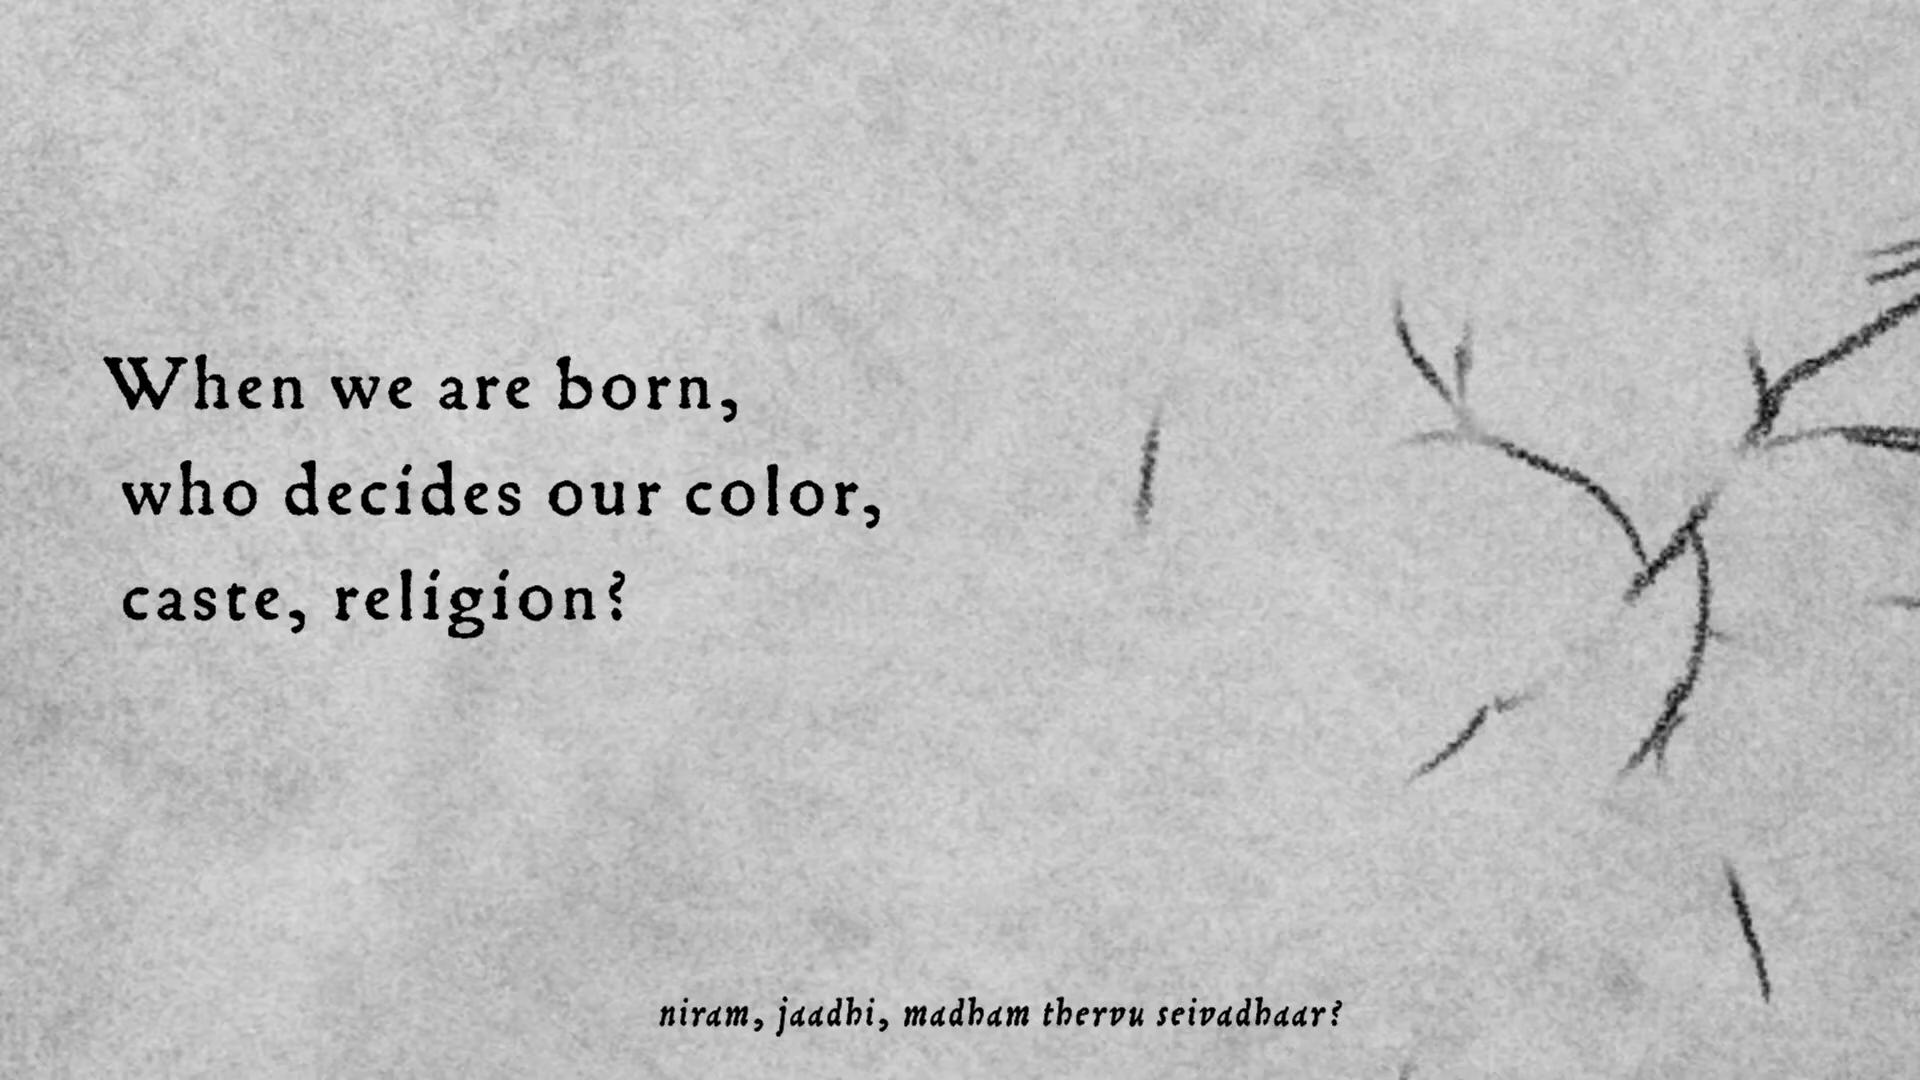 When we are born,
who decides our color,
caste, religion?
niram, jaadhi, madham thervu seivadhaar?